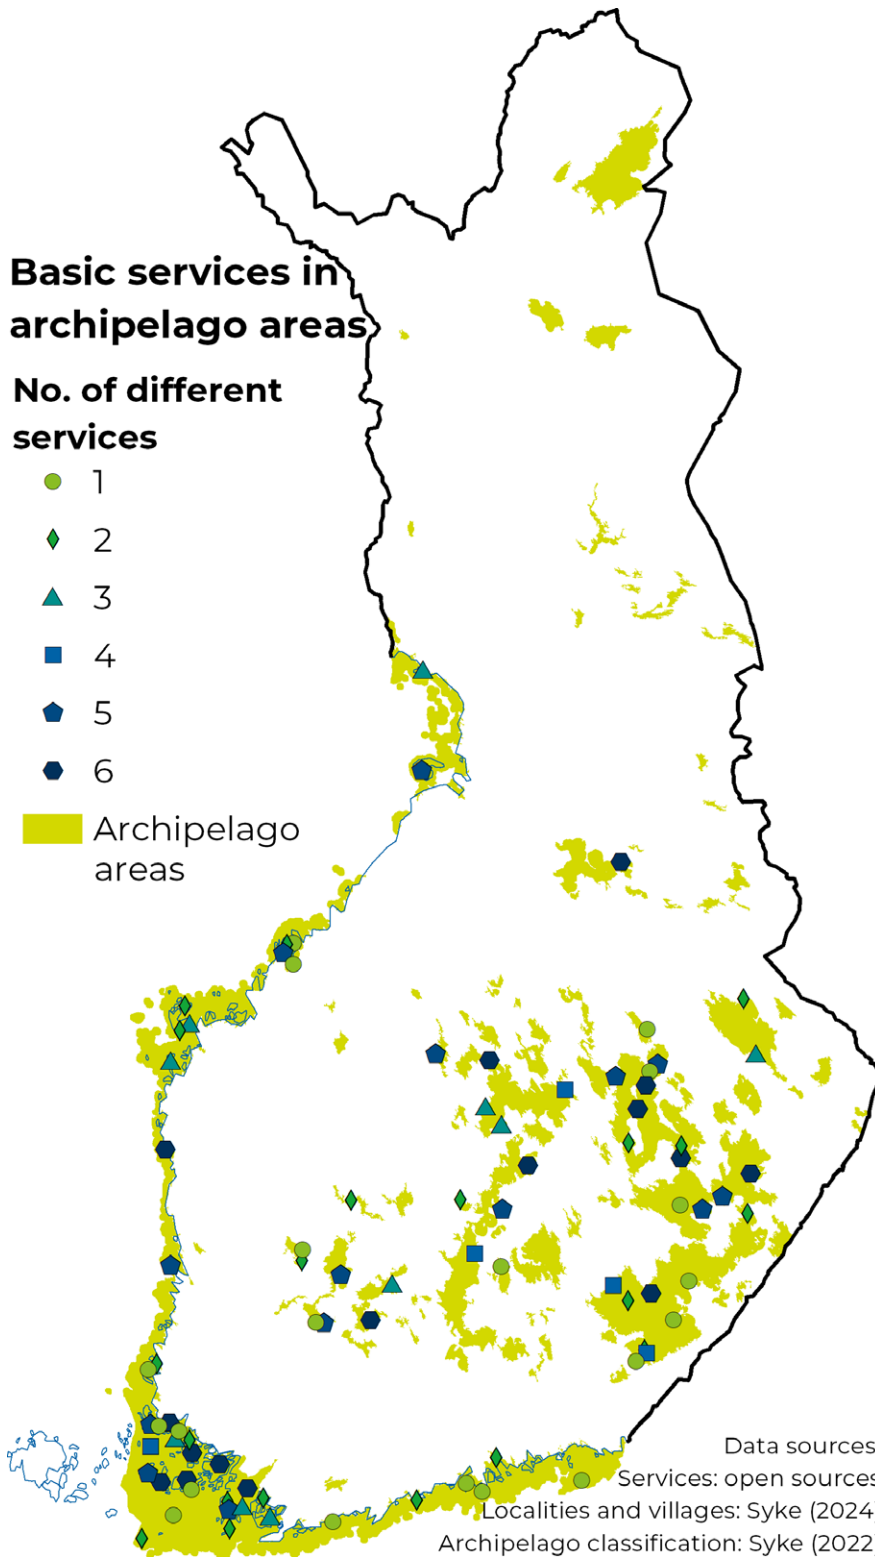 Basic services in
archipelago areas
No. of different
services
1
2
3
4
5
6
Archipelago
areas
Data sources
Services: open sources
Localities and villages: Syke (2024)
Archipelago classification: Syke (2022)